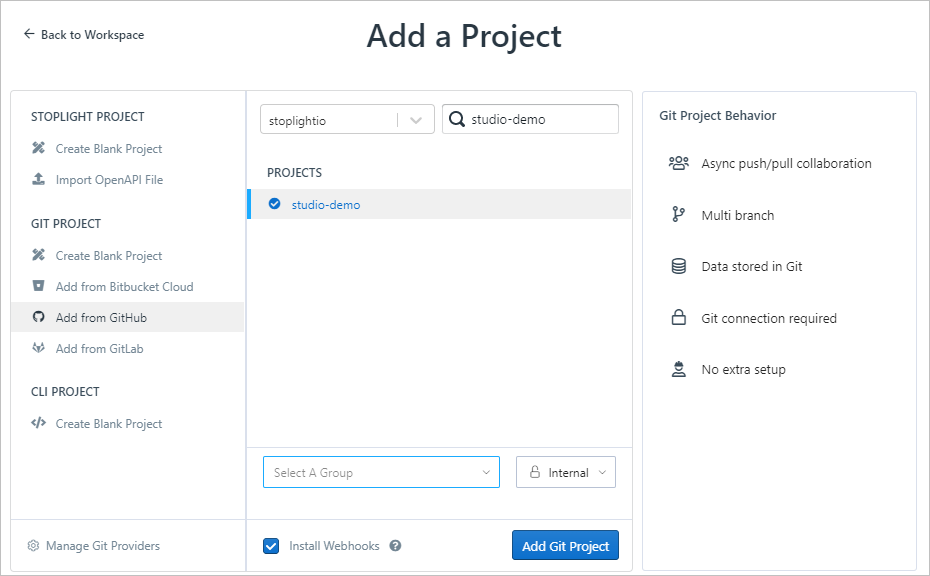 Back to Workspace
Add a Project
STOPLIGHT PROJECT
Create Blank Project
Import OpenAPI File
GIT PROJECT
Create Blank Project
Add from Bitbucket Cloud
Add from GitHub
Add from GitLab
CLI PROJECT
Create Blank Project
Manage Git Providers
stoplightio
studio-demo
PROJECTS
studio-demo
Select A Group
Internal
Install Webhooks
Add Git Project
Git Project Behavior
Async push/pull collaboration
Multi branch
Data stored in Git
Git connection required
No extra setup